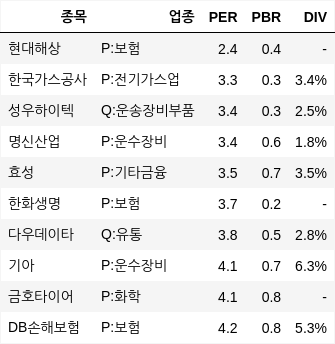 종목 업종 PER PBR DIV
현대해상 P:보험 2.4 0.4 -
한국가스공사 P:전기가스업 3.3 0.3 3.4%
성우하이텍 Q:운송장비부품 3.4 0.3 2.5%
명신산업 P:운수장비 3.4 0.6 1.8%
효성 P:기타금융 3.5 0.7 3.5%
한화생명 P:보험 3.7 0.2 -
다우데이타 Q:유통 3.8 0.5 2.8%
기아 P:운수장비 4.1 0.7 6.3%
금호타이어 P:화학 4.1 0.8 -
DB손해보험 P:보험 4.2 0.8 5.3%